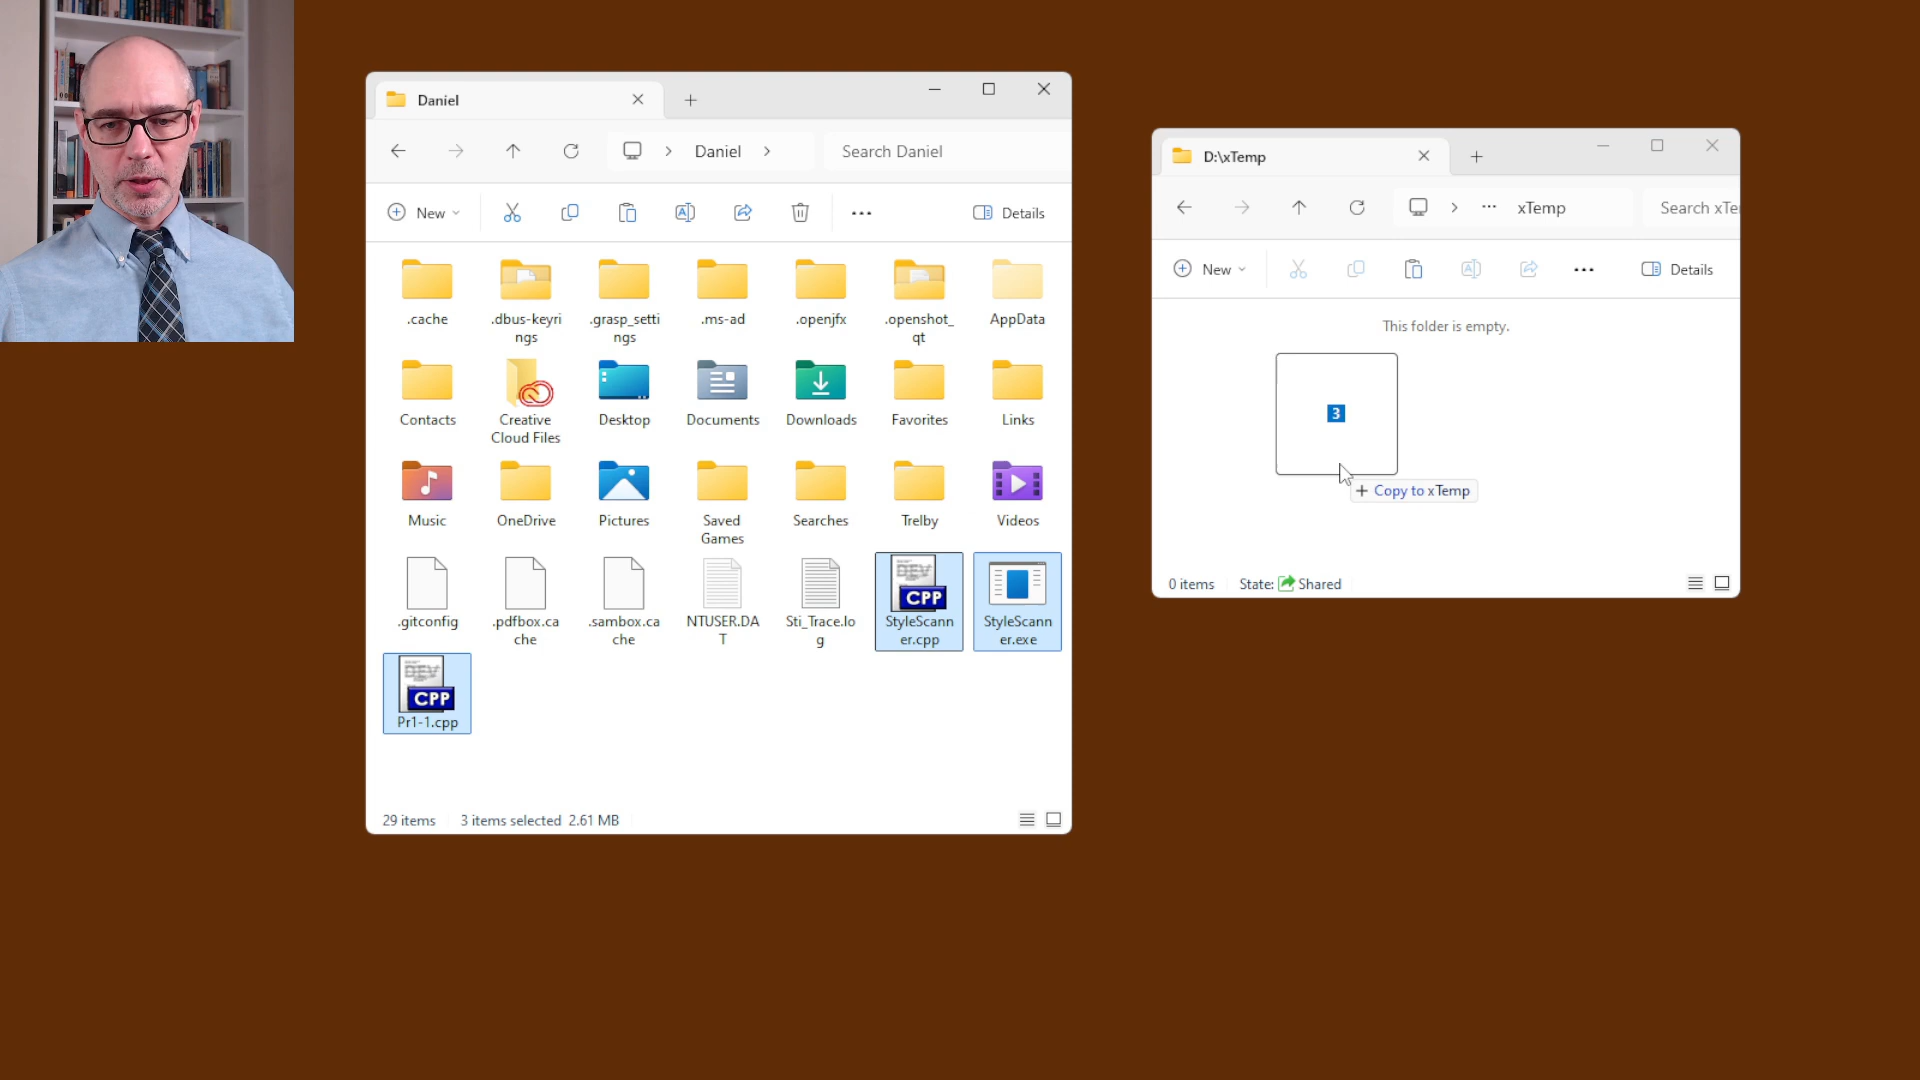 Daniel
Daniel
Search Daniel
New
Details
.cache
.dbus-keyri
ngs
.grasp_setti
ngs
.ms-ad
.openjfx
.openshot_
qt
AppData
Contacts
Creative
Cloud Files
Desktop
Documents
Downloads
Favorites
Links
Music
OneDrive
Pictures
Saved
Games
Searches
Trelby
Videos
.gitconfig
.pdfbox.ca
che
.sambox.ca
che
NTUSER.DA
T
Sti_Trace.lo
g
DEV
CPP
StyleScann
er.cpp
StyleScann
er.exe
DEV
CPP
Pr1-1.cpp
29 items
3 items selected 2.61 MB
D:\xTemp
xTemp
Search xTe
New
Details
This folder is empty.
3
+ Copy to xTemp
0 items
State: Shared